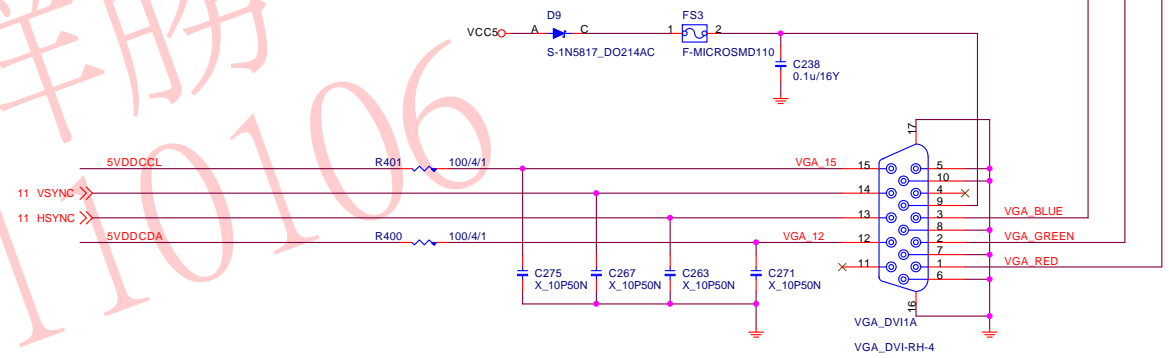 D9
FS3
VCC5
A
C
1
2
S-1N5817_DO214AC
F-MICROSMD110
C238
0.1u/16Y
17
5VDDCCL
R401
100/4/1
VGA_15
15
5
10
11 VSYNC
14
4
9
11 HSYNC
13
3
VGA_BLUE
8
5VDDCDA
R400
100/4/1
VGA_12
12
2
VGA_GREEN
7
11
1
VGA_RED
6
C275
X_10P50N
C267
X_10P50N
C263
X_10P50N
C271
X_10P50N
16
VGA_DVI1A
VGA_DVI-RH-4
勝
110106